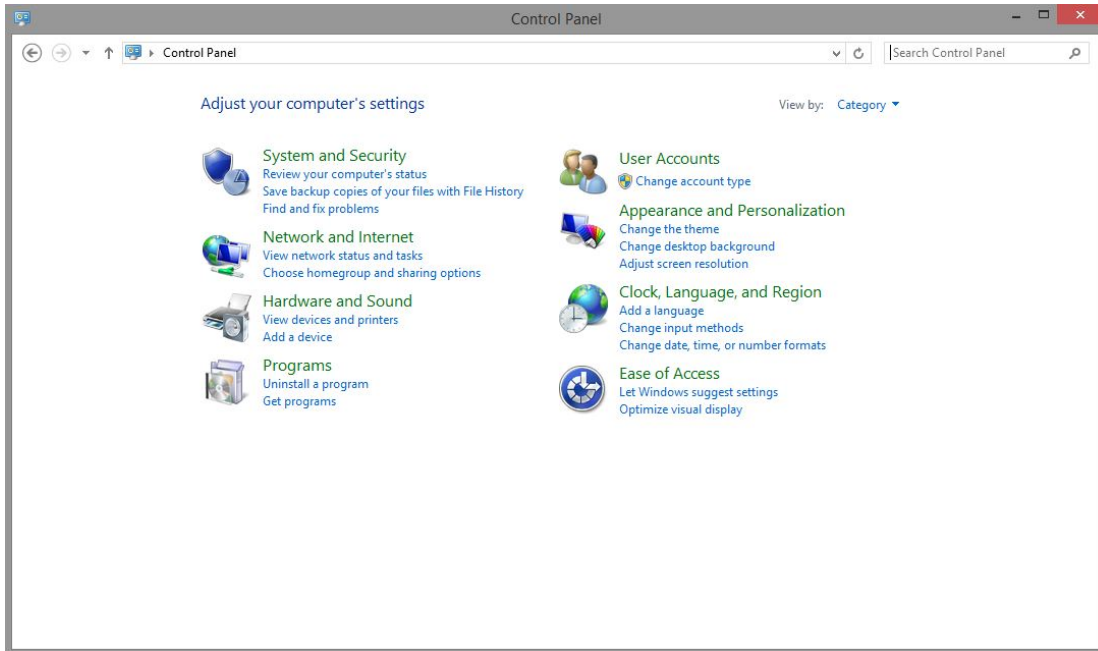 Control Panel
Control Panel
Search Control Panel
Adjust your computer's settings
View by: Category
System and Security
Review your computer's status
Save backup copies of your files with File History
Find and fix problems
Network and Internet
View network status and tasks
Choose homegroup and sharing options
Hardware and Sound
View devices and printers
Add a device
Programs
Uninstall a program
Get programs
User Accounts
Change account type
Appearance and Personalization
Change the theme
Change desktop background
Adjust screen resolution
Clock, Language, and Region
Add a language
Change input methods
Change date, time, or number formats
Ease of Access
Let Windows suggest settings
Optimize visual display